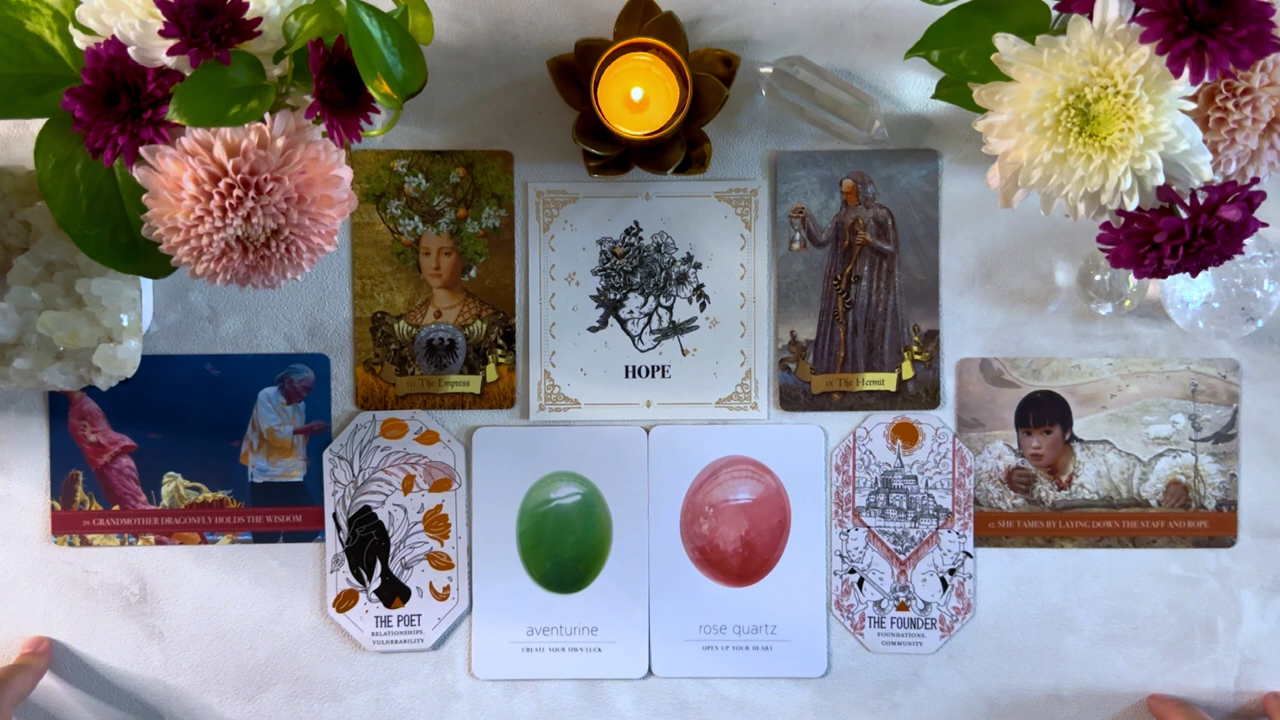 III The Empress
HOPE
IX The Hermit
39. GRANDMOTHER DRAGONFLY HOLDS THE WISDOM
42. SHE TAMES BY LAYING DOWN THE STAFF AND ROPE
THE POET
RELATIONSHIPS,
VULNERABILITY
aventurine
CREATE YOUR OWN LUCK
rose quartz
OPEN UP YOUR HEART
THE FOUNDER
FOUNDATIONS,
COMMUNITY